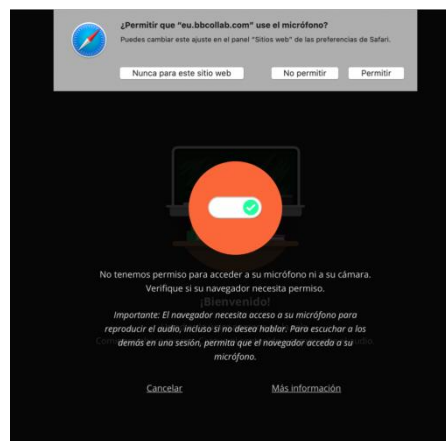 ¿Permitir que "eu.bbcollab.com" use el micrófono?
Puedes cambiar este ajuste en el panel "Sitios web" de las preferencias de Safari.
Nunca para este sitio web
No permitir
Permitir
No tenemos permiso para acceder a su micrófono ni a su cámara.
Verifique si su navegador necesita permiso.
¡Bienvenido!
Importante: El navegador necesita acceso a su micrófono para
reproducir el audio, incluso si no desea hablar. Para escuchar a los
demás en una sesión, permita que el navegador acceda a su
micrófono.
Cancelar
Más información